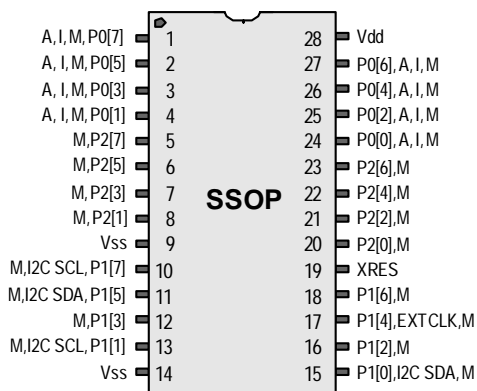 A, I, M, P0[7] 1 28 Vdd
A, I, M, P0[5] 2 27 P0[6], A, I, M
A, I, M, P0[3] 3 26 P0[4], A, I, M
A, I, M, P0[1] 4 25 P0[2], A, I, M
M,P2[7] 5 24 P0[0], A, I, M
M,P2[5] 6 23 P2[6],M
M,P2[3] 7 SSOP 22 P2[4],M
M,P2[1] 8 21 P2[2],M
Vss 9 20 P2[0],M
M,I2C SCL, P1[7] 10 19 XRES
M,I2C SDA, P1[5] 11 18 P1[6],M
M,P1[3] 12 17 P1[4],EXTCLK,M
M,I2C SCL, P1[1] 13 16 P1[2],M
Vss 14 15 P1[0],I2C SDA, M